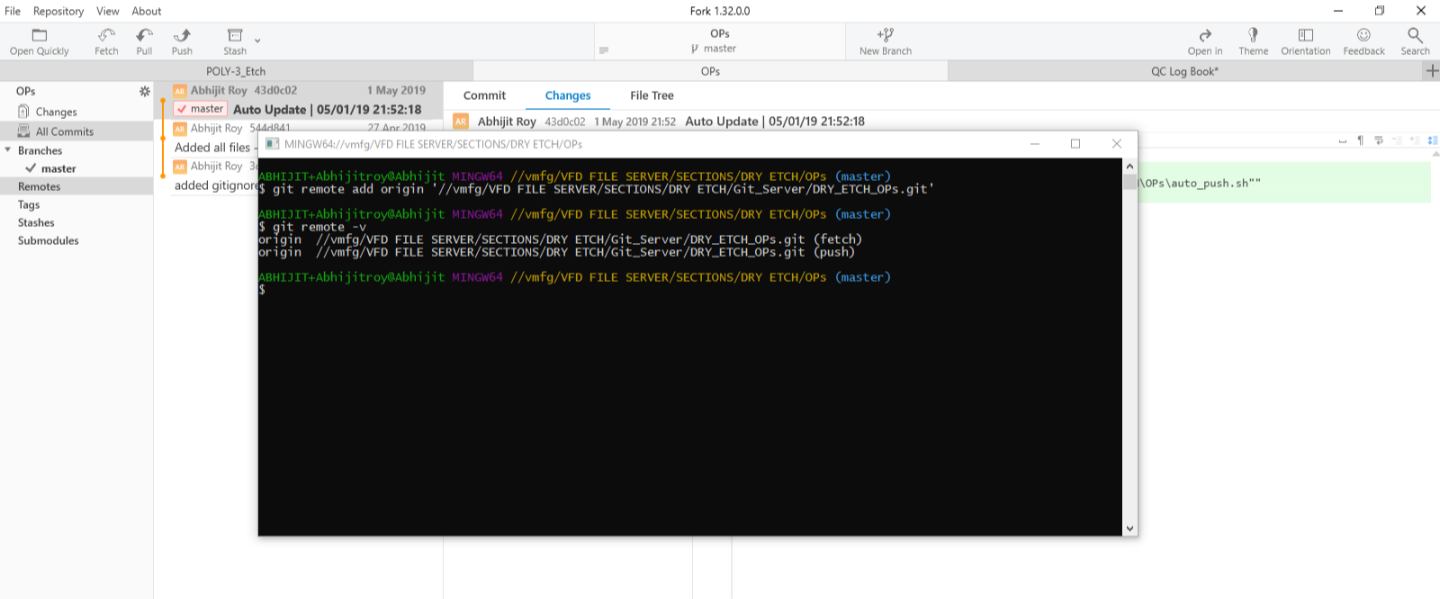 File Repository View About Fork 1.32.0.0
Open Quickly Fetch Pull Push Stash OPs master New Branch Open in Theme Orientation Feedback Search
POLY-3_Etch OPs QC Log Book*
OPs
Changes
All Commits
Branches
master
Remotes
Tags
Stashes
Submodules
AR Abhijit Roy 43d0c02 1 May 2019
master Auto Update | 05/01/19 21:52:18
AR Abhijit Roy 544d841 27 Apr 2019
Added all files -
AR Abhijit Roy
added gitignore
Commit Changes File Tree
AR Abhijit Roy 43d0c02 1 May 2019 21:52 Auto Update | 05/01/19 21:52:18
\OPs\auto_push.sh""
MINGW64://vmfg/VFD FILE SERVER/SECTIONS/DRY ETCH/OPs
ABHIJIT+Abhijitroy@Abhijit MINGW64 //vmfg/VFD FILE SERVER/SECTIONS/DRY ETCH/OPs (master)
$ git remote add origin '//vmfg/VFD FILE SERVER/SECTIONS/DRY ETCH/Git_Server/DRY_ETCH_OPs.git'
ABHIJIT+Abhijitroy@Abhijit MINGW64 //vmfg/VFD FILE SERVER/SECTIONS/DRY ETCH/OPs (master)
$ git remote -v
origin //vmfg/VFD FILE SERVER/SECTIONS/DRY ETCH/Git_Server/DRY_ETCH_OPs.git (fetch)
origin //vmfg/VFD FILE SERVER/SECTIONS/DRY ETCH/Git_Server/DRY_ETCH_OPs.git (push)
ABHIJIT+Abhijitroy@Abhijit MINGW64 //vmfg/VFD FILE SERVER/SECTIONS/DRY ETCH/OPs (master)
$